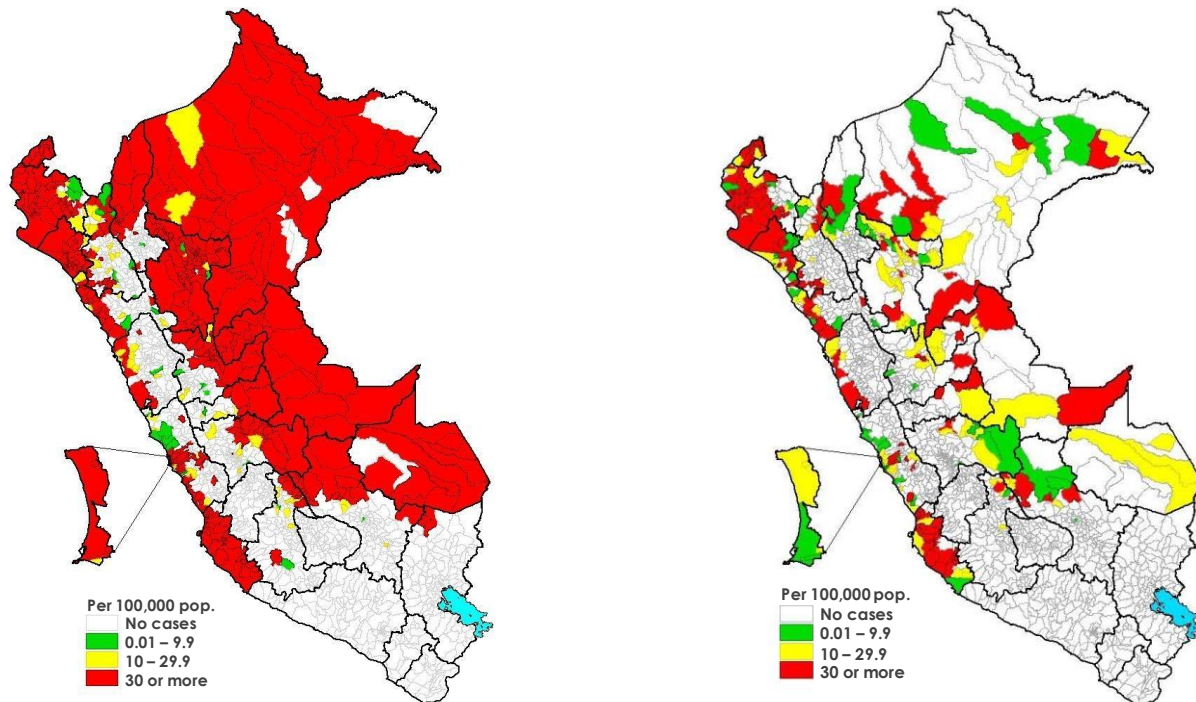 Per 100,000 pop.
No cases
0.01 – 9.9
10 – 29.9
30 or more
Per 100,000 pop.
No cases
0.01 – 9.9
10 – 29.9
30 or more